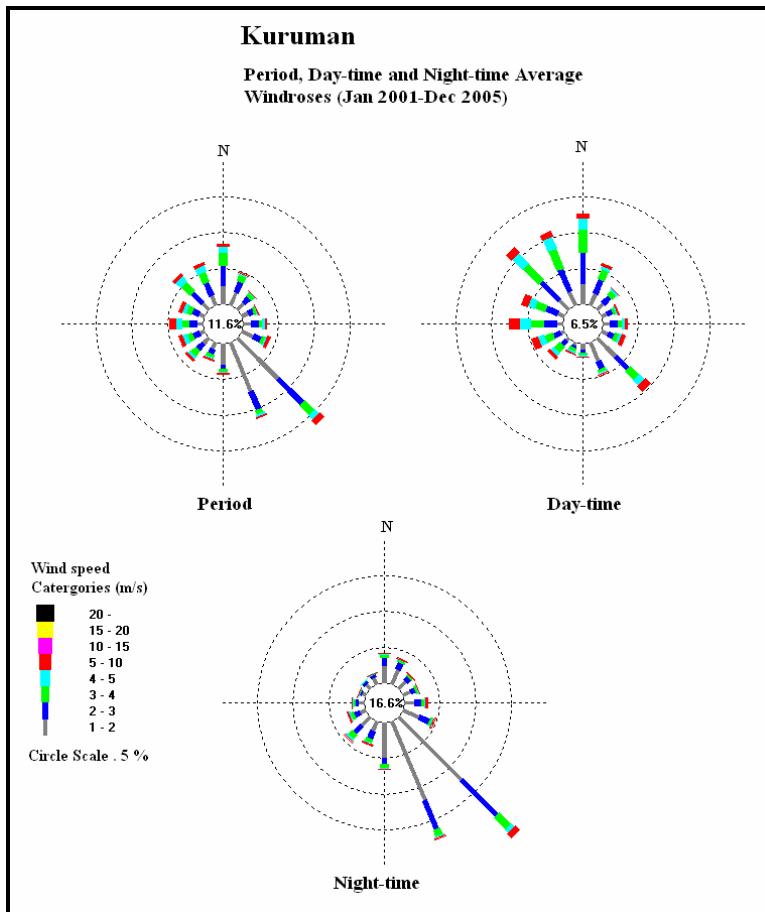 Kuruman
Period, Day-time and Night-time Average
Windroses (Jan 2001-Dec 2005)
N
N
11.6%
6.5%
Period
Day-time
N
Wind speed
Catergories (m/s)
20 -
15 - 20
10 - 15
5 - 10
4 - 5
3 - 4
2 - 3
1 - 2
Circle Scale . 5 %
16.6%
Night-time